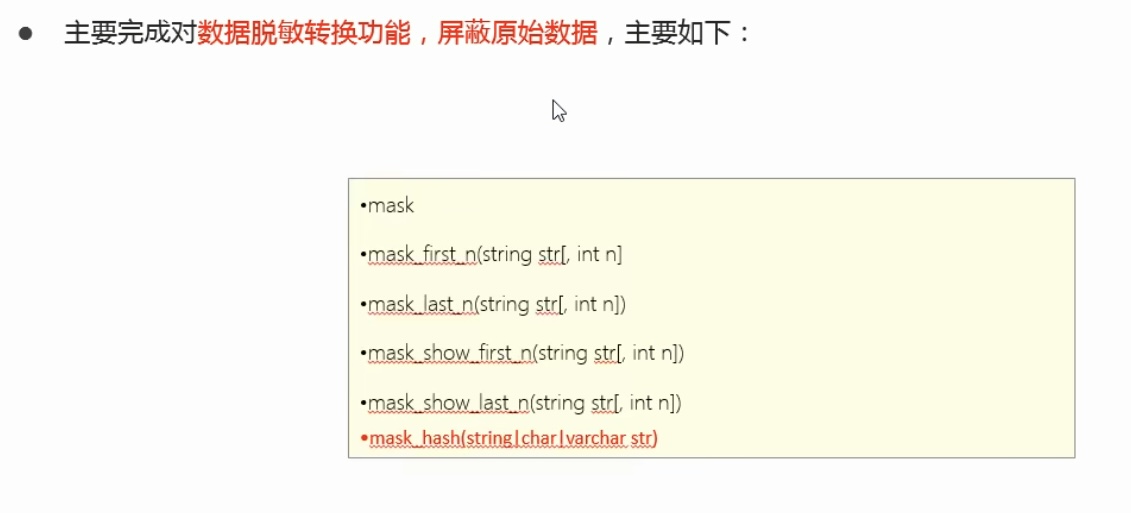 ● 主要完成对数据脱敏转换功能，屏蔽原始数据，主要如下：
•mask
•mask_first_n(string str[, int n]
•mask_last_n(string str[, int n])
•mask_show_first_n(string str[, int n])
•mask_show_last_n(string str[, int n])
•mask_hash(string|char|varchar str)